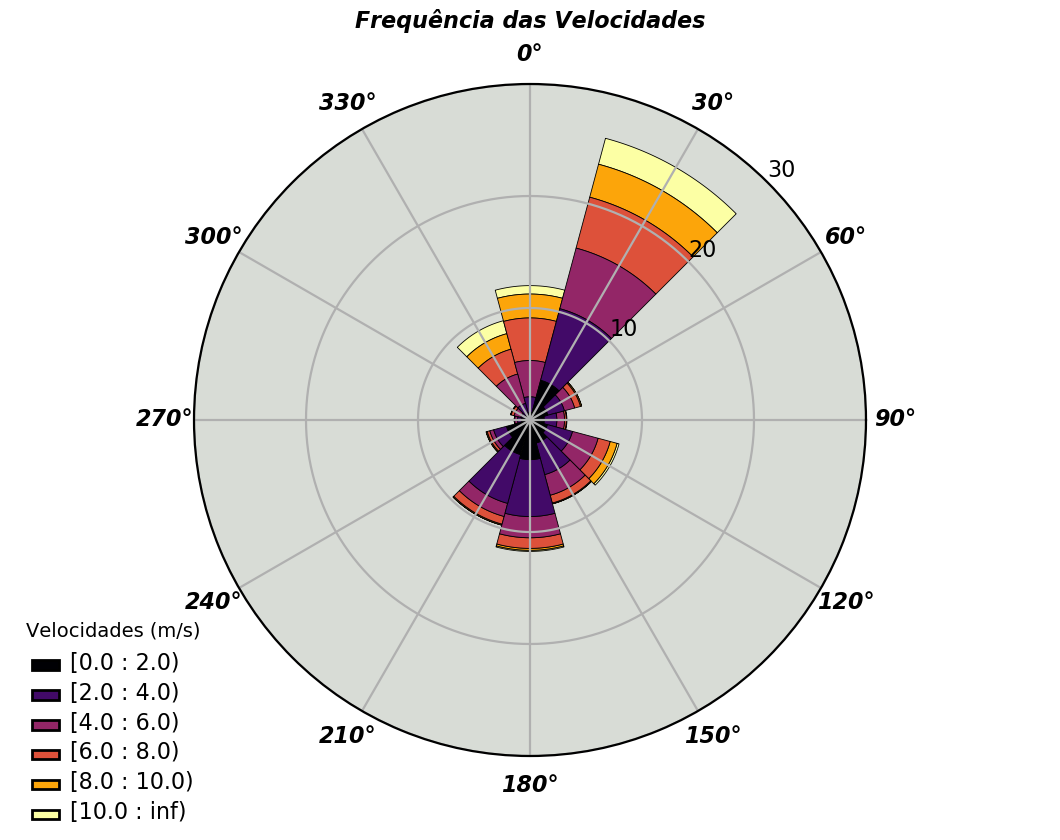 Frequência das Velocidades
0°
330°
30°
30
300°
60°
20
10
270°
90°
240°
120°
Velocidades (m/s)
[0.0 : 2.0)
[2.0 : 4.0)
[4.0 : 6.0)
210°
150°
[6.0 : 8.0)
[8.0 : 10.0)
180°
[10.0 : inf)